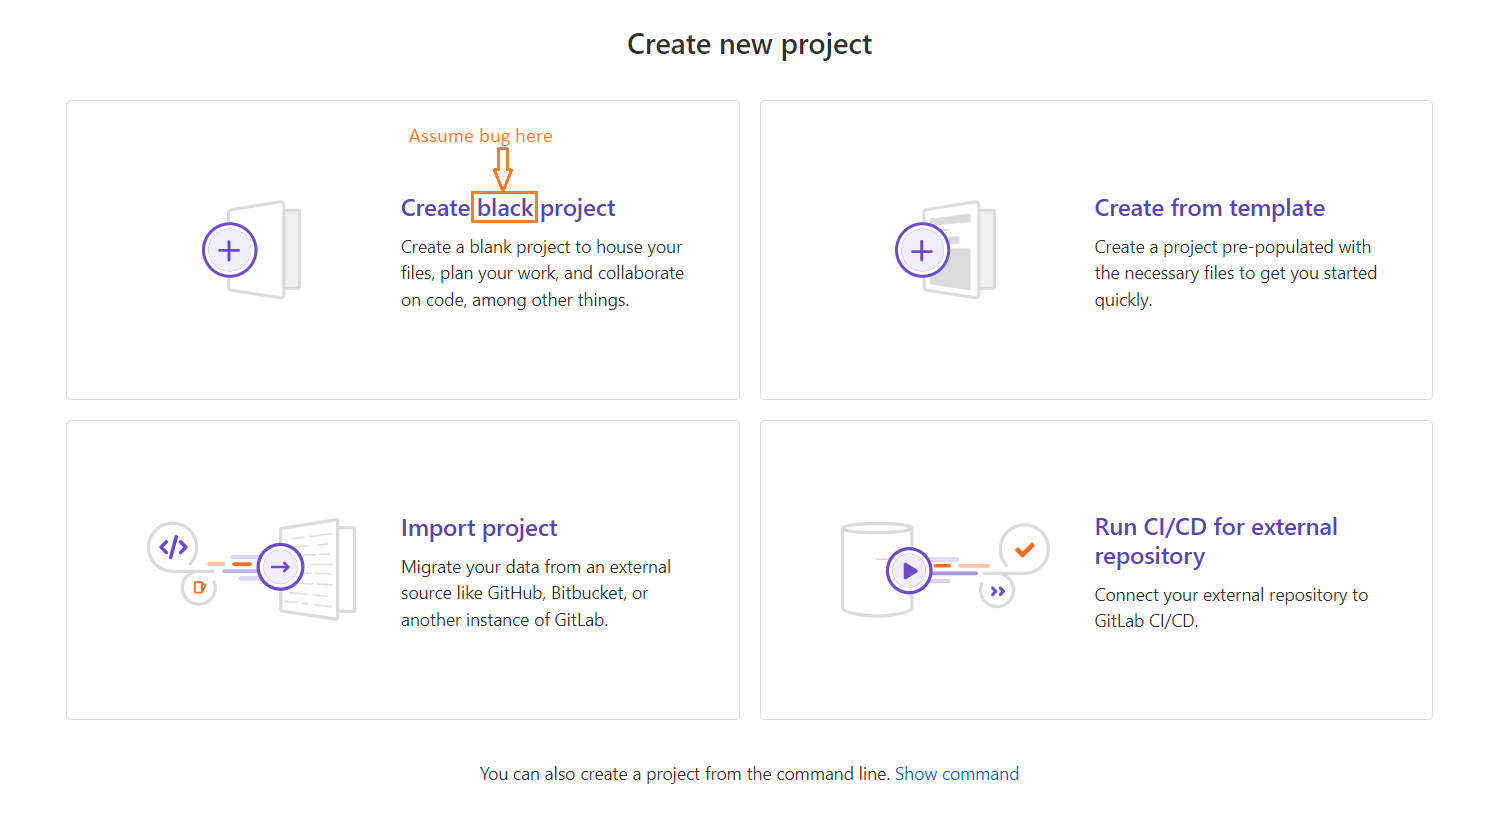 Create new project
Assume bug here
Create black project
Create a blank project to house your
files, plan your work, and collaborate
on code, among other things.
Create from template
Create a project pre-populated with
the necessary files to get you started
quickly.
Import project
Migrate your data from an external
source like GitHub, Bitbucket, or
another instance of GitLab.
Run CI/CD for external
repository
Connect your external repository to
GitLab CI/CD.
You can also create a project from the command line. Show command